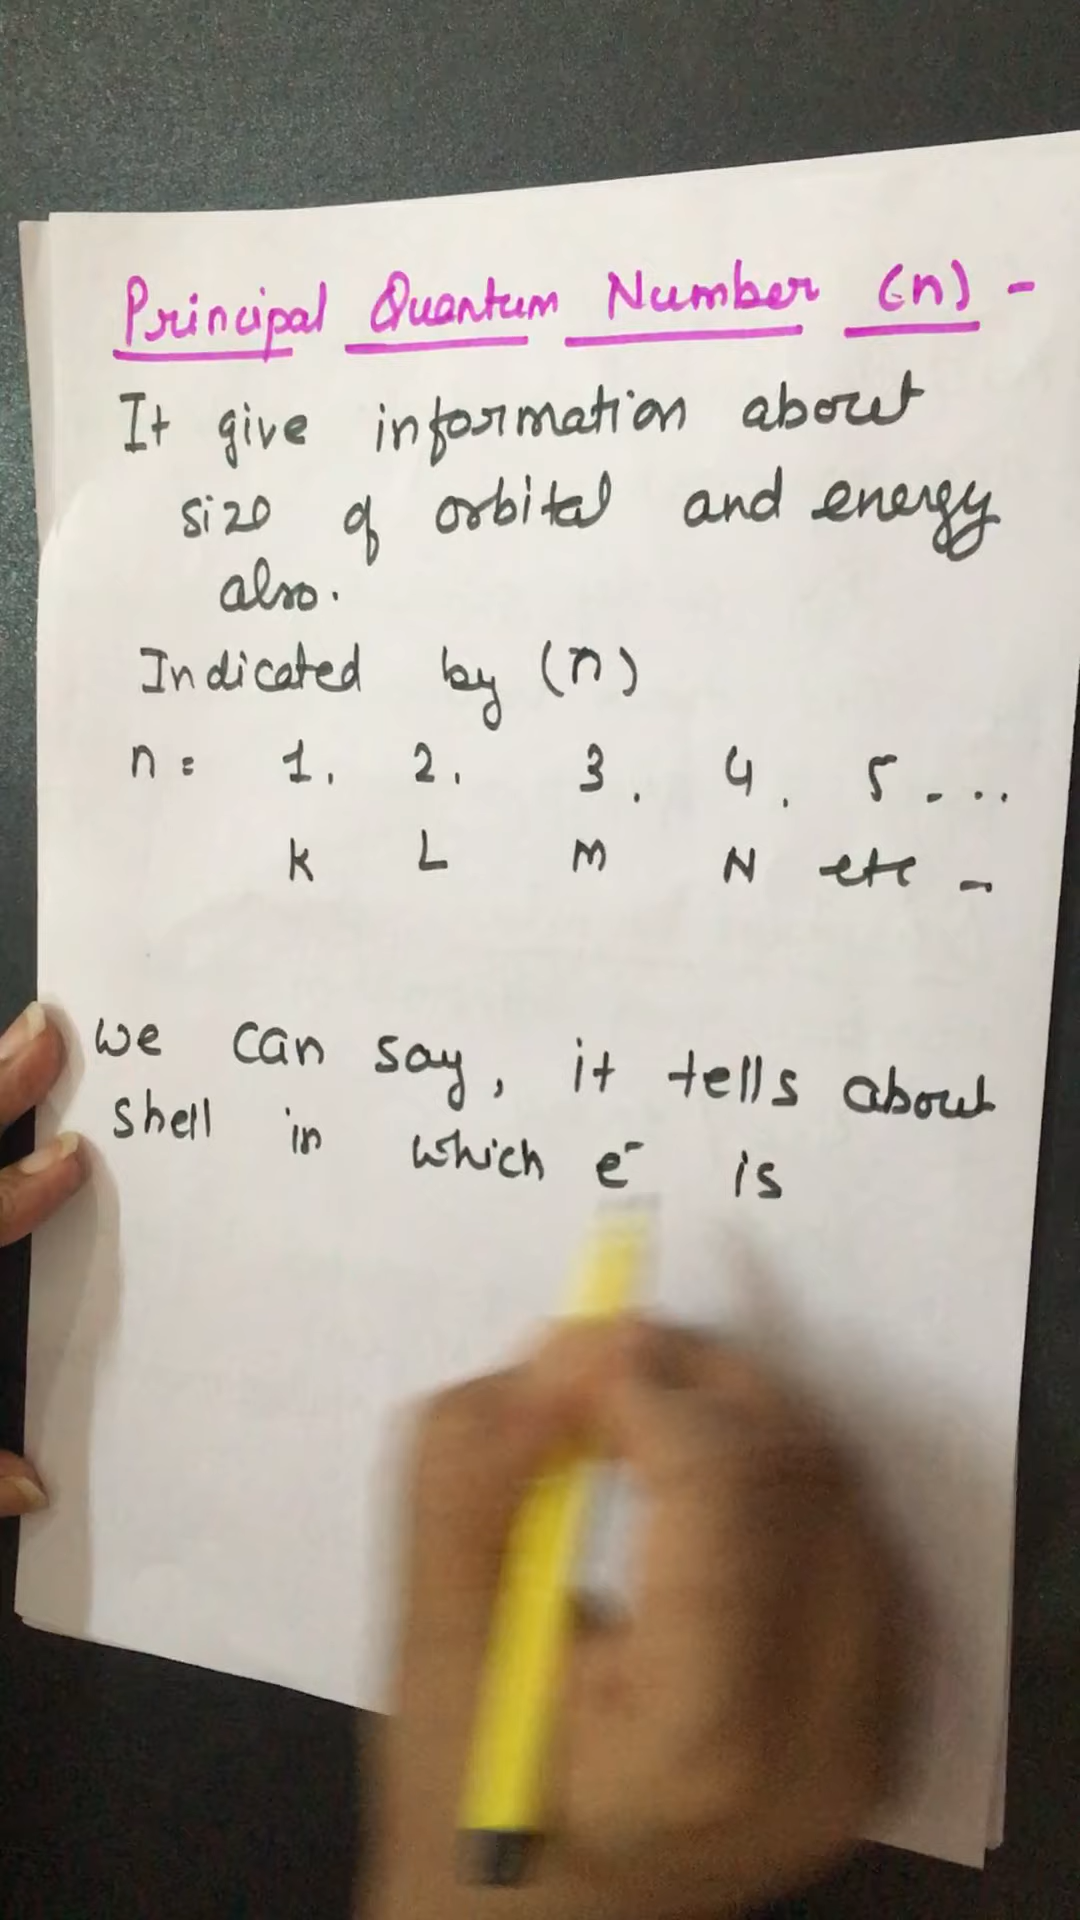 Principal Quantum Number (n) -
It give information about
size of orbital and energy
also.
Indicated by (n)
n = 1, 2, 3, 4, 5 - ...
K L M N etc -
we can say, it tells about
shell in which e⁻ is